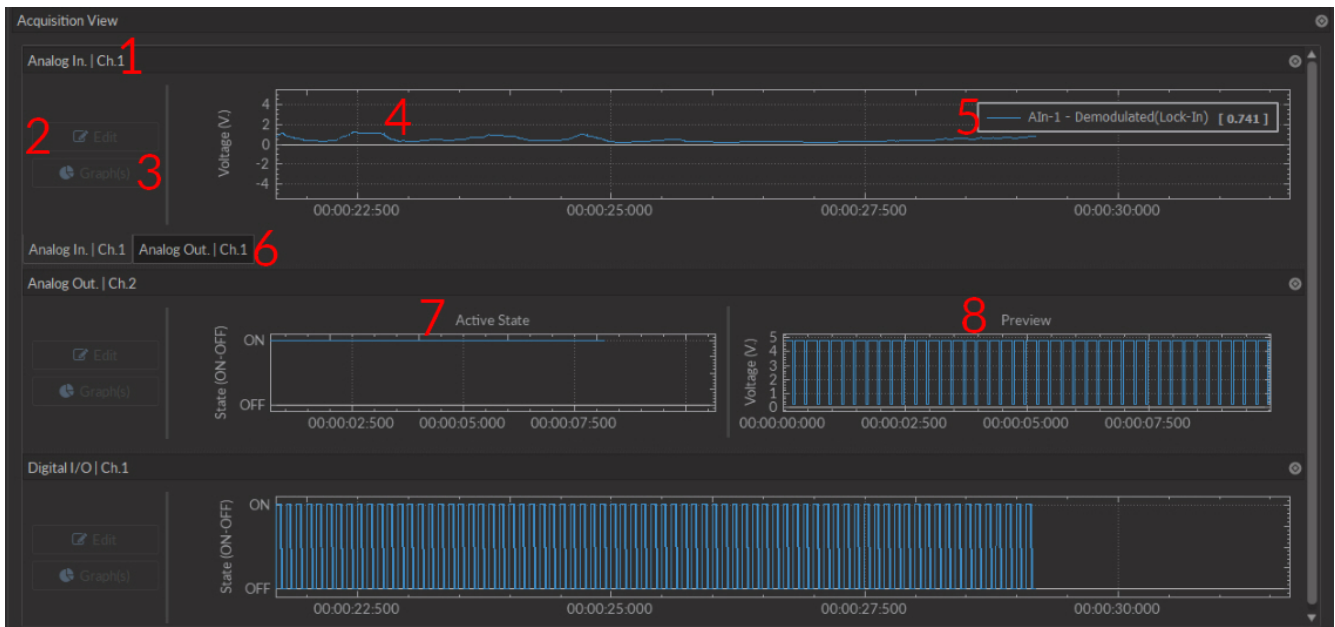 Acquisition View
Analog In. | Ch.1
1
2
Edit
3
Graph(s)
Voltage (V.)
4
2
0
-2
-4
4
5
AIn-1 - Demodulated(Lock-In) [ 0.741 ]
00:00:22:500 00:00:25:000 00:00:27:500 00:00:30:000
Analog In. | Ch.1 Analog Out. | Ch.1
6
Analog Out. | Ch.2
Edit
Graph(s)
7
Active State
State (ON-OFF)
ON
OFF
00:00:02:500 00:00:05:000 00:00:07:500
8
Preview
Voltage (V.)
5
4
3
2
1
0
00:00:00:000 00:00:02:500 00:00:05:000 00:00:07:500
Digital I/O | Ch.1
Edit
Graph(s)
State (ON-OFF)
ON
OFF
00:00:22:500 00:00:25:000 00:00:27:500 00:00:30:000